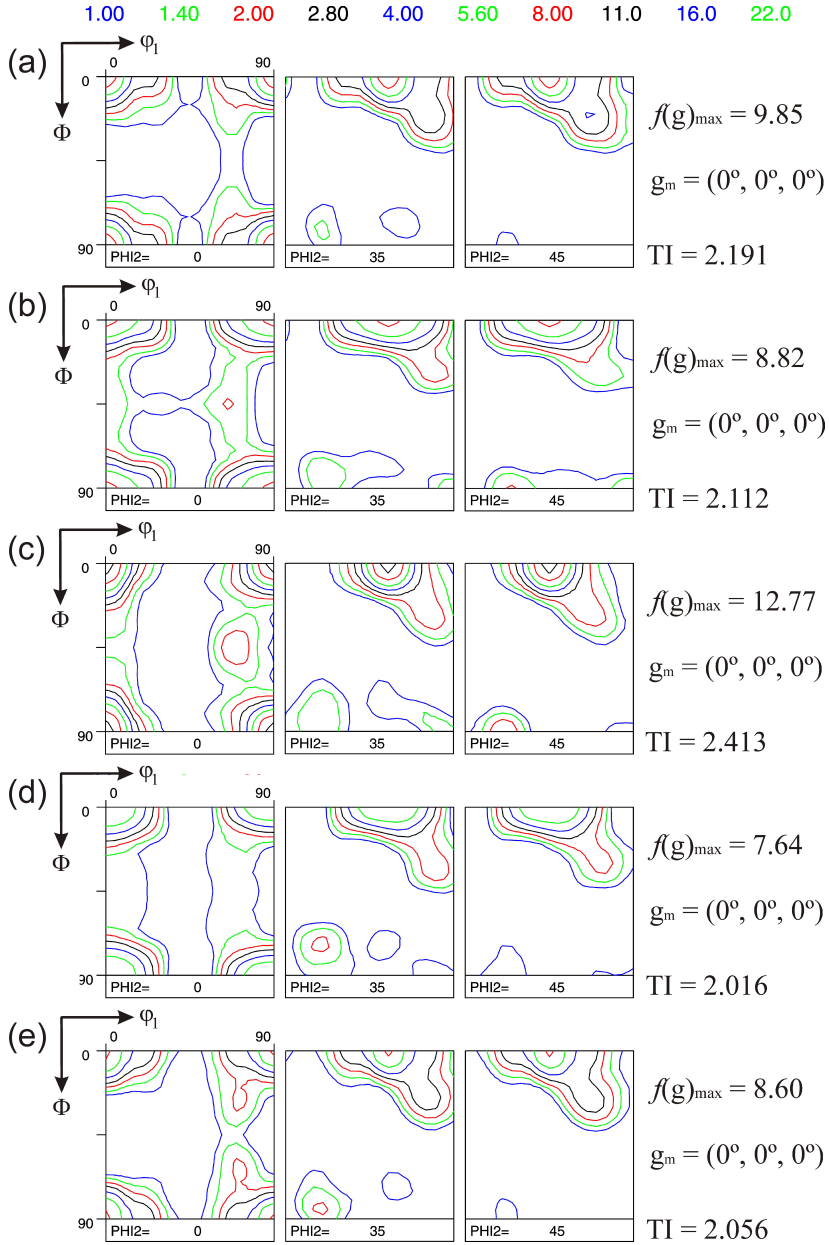 1.00 1.40 2.00 2.80 4.00 5.60 8.00 11.0 16.0 22.0
(a) φ1
0 90
0
Φ
90
PHI2= 0
PHI2= 35
PHI2= 45
f(g)max = 9.85
gm = (0º, 0º, 0º)
TI = 2.191
(b) φ1
0 90
0
Φ
90
PHI2= 0
PHI2= 35
PHI2= 45
f(g)max = 8.82
gm = (0º, 0º, 0º)
TI = 2.112
(c) φ1
0 90
0
Φ
90
PHI2= 0
PHI2= 35
PHI2= 45
f(g)max = 12.77
gm = (0º, 0º, 0º)
TI = 2.413
(d) φ1
0 90
0
Φ
90
PHI2= 0
PHI2= 35
PHI2= 45
f(g)max = 7.64
gm = (0º, 0º, 0º)
TI = 2.016
(e) φ1
0 90
0
Φ
90
PHI2= 0
PHI2= 35
PHI2= 45
f(g)max = 8.60
gm = (0º, 0º, 0º)
TI = 2.056